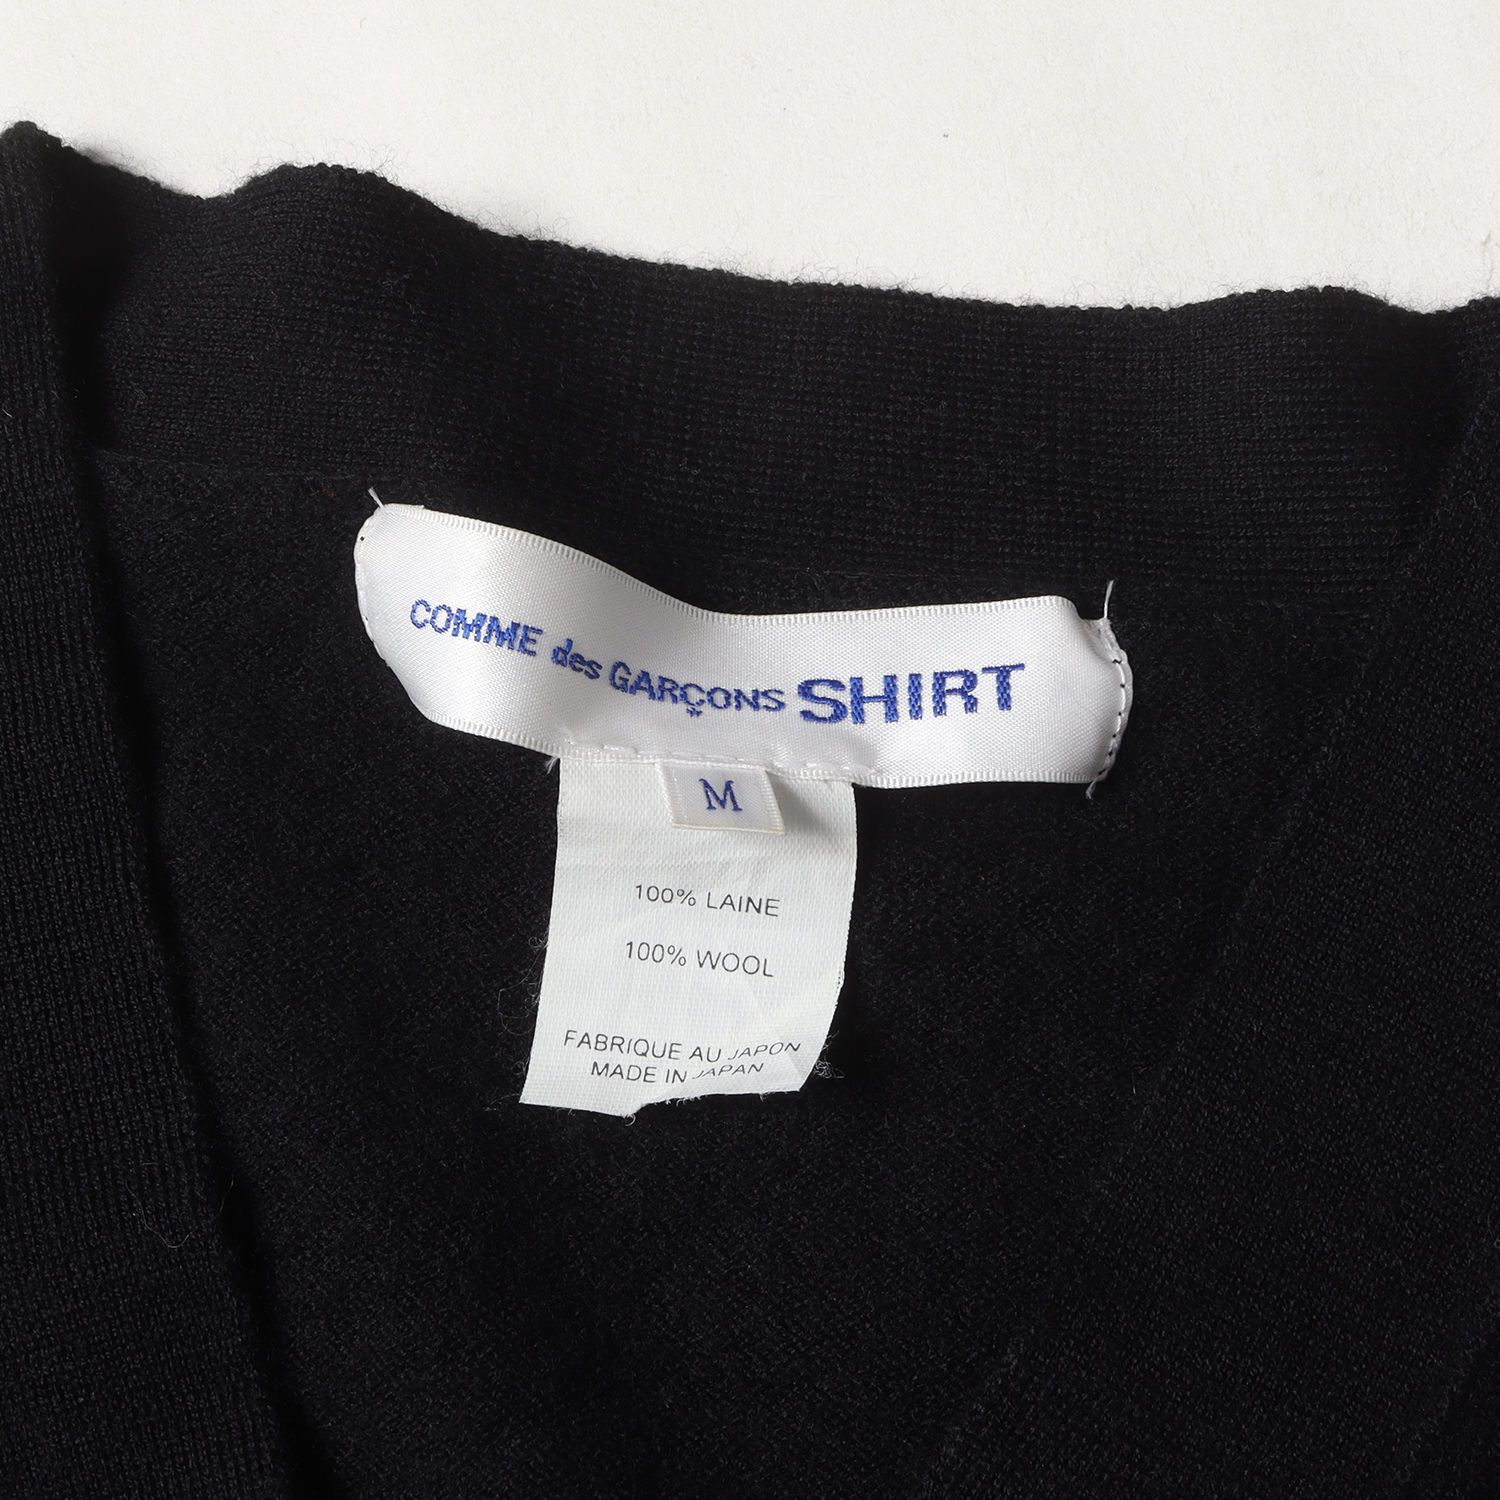 COMME des GARÇONS SHIRT
M
100% LAINE
100% WOOL
FABRIQUE AU JAPON
MADE IN JAPAN